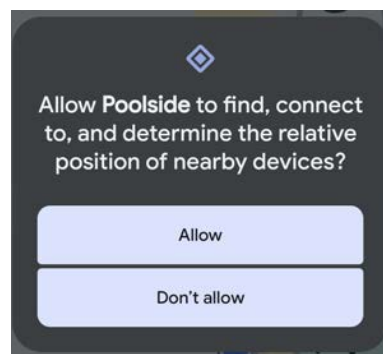 Allow Poolside to find, connect
to, and determine the relative
position of nearby devices?
Allow
Don't allow